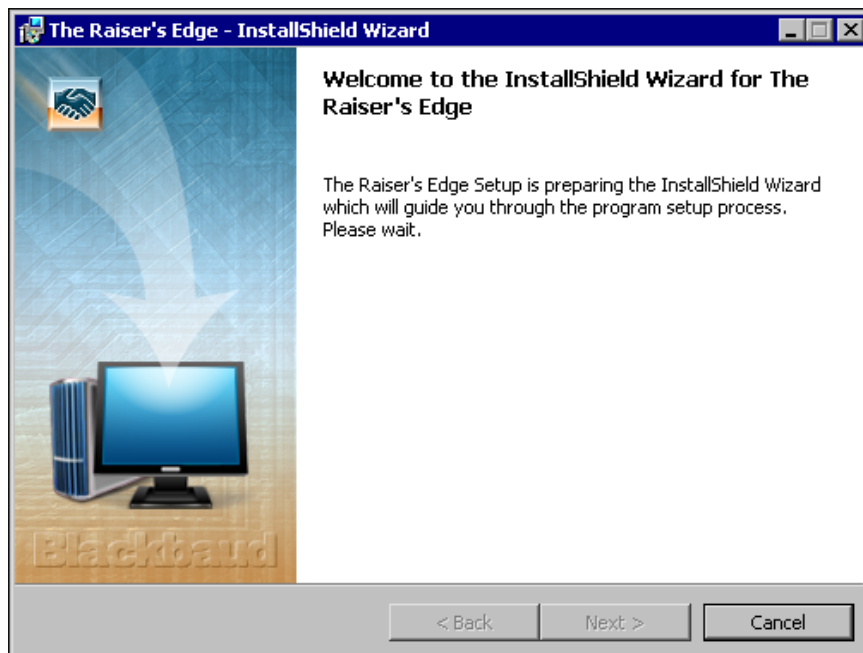 The Raiser's Edge - InstallShield Wizard
Welcome to the InstallShield Wizard for The
Raiser's Edge
The Raiser's Edge Setup is preparing the InstallShield Wizard
which will guide you through the program setup process.
Please wait.
Blackbaud
< Back
Next >
Cancel